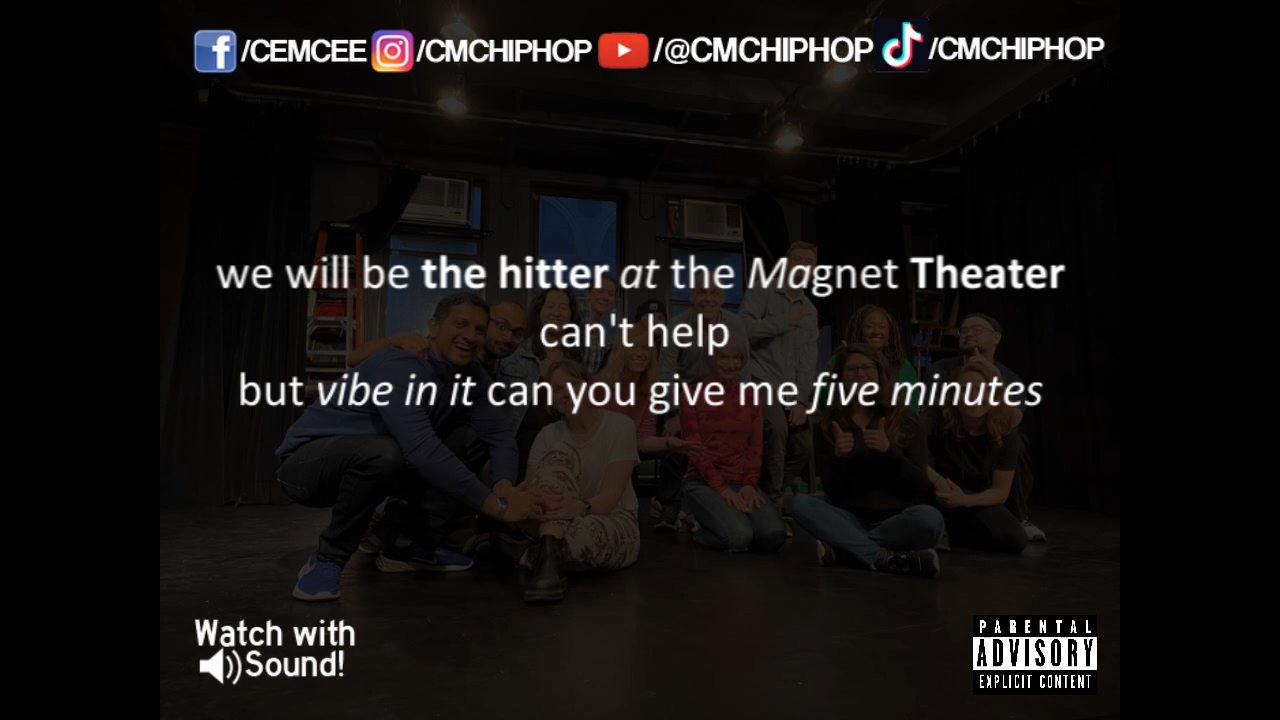 /CEMCEE /CMCHIPHOP /@CMCHIPHOP /CMCHIPHOP
we will be the hitter at the Magnet Theater
can't help
but vibe in it can you give me five minutes
Watch with
Sound!
PARENTAL
ADVISORY
EXPLICIT CONTENT